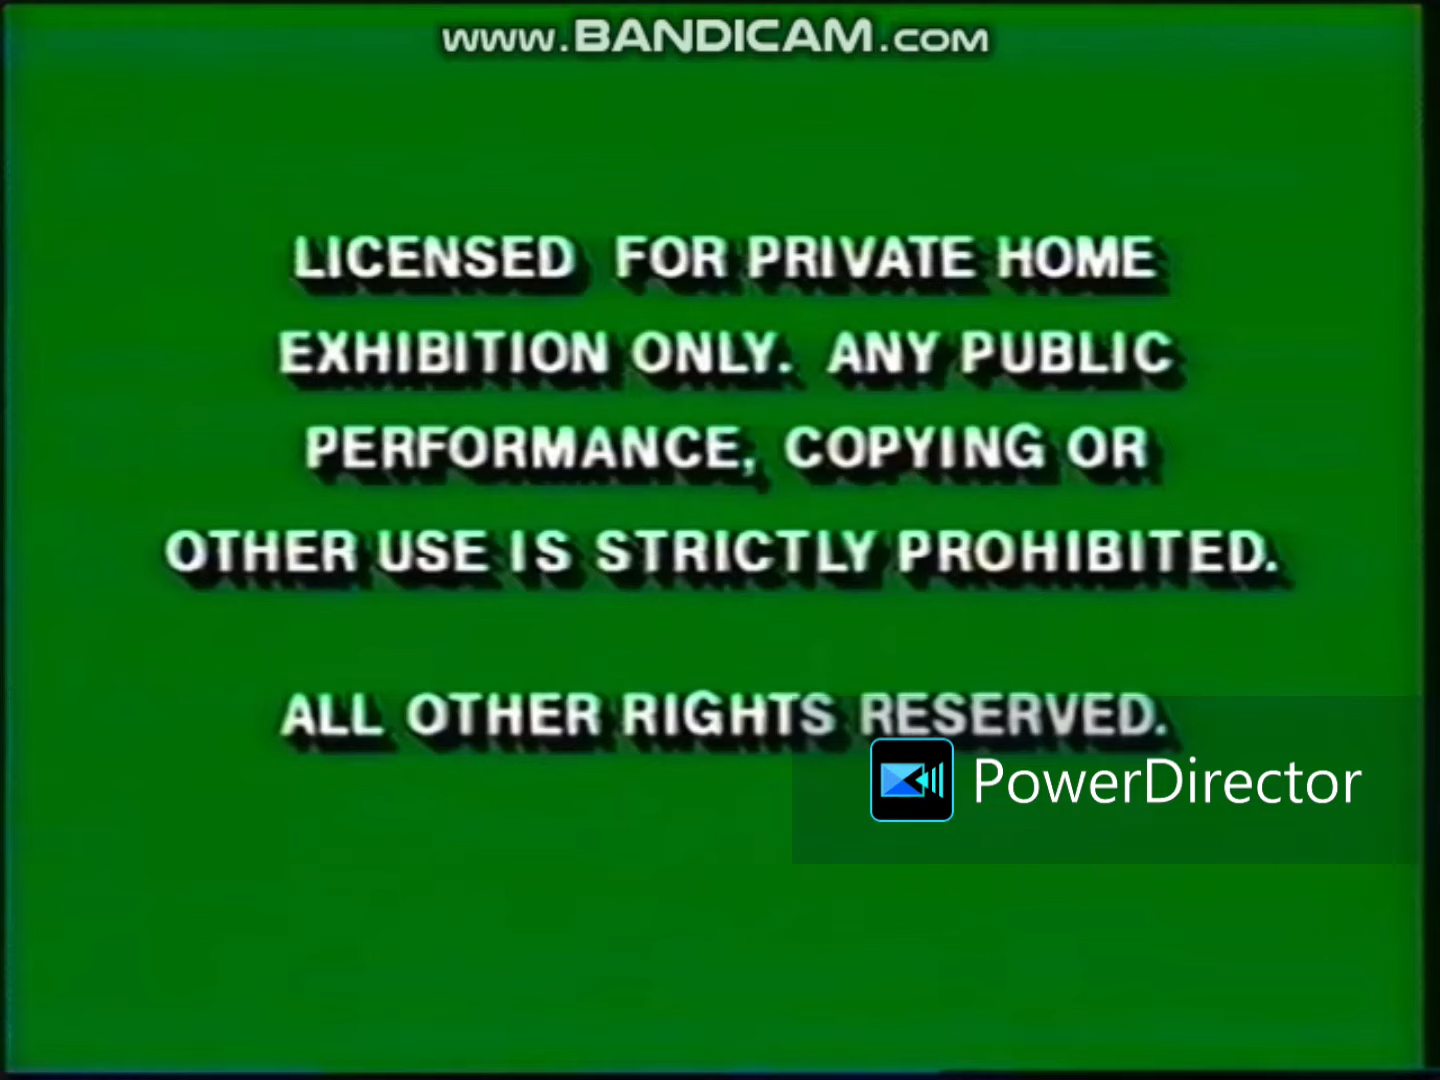 www.BANDICAM.com
LICENSED FOR PRIVATE HOME
EXHIBITION ONLY. ANY PUBLIC
PERFORMANCE, COPYING OR
OTHER USE IS STRICTLY PROHIBITED.
ALL OTHER RIGHTS RESERVED.
PowerDirector